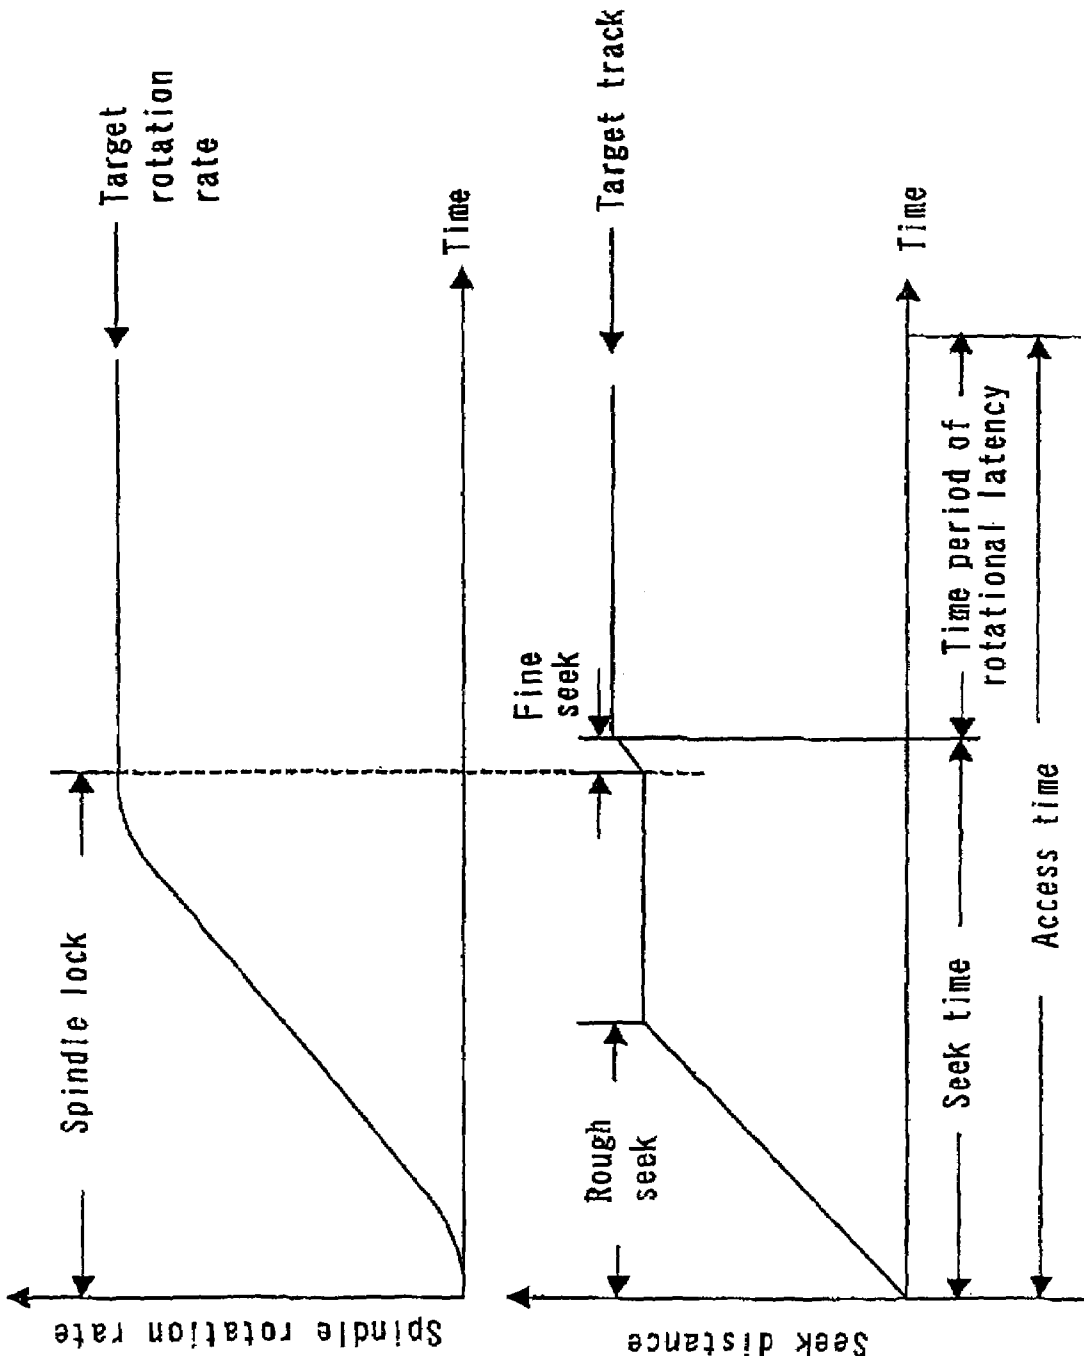 Spindle rotation rate
Spindle lock
Target
rotation
rate
Time
Seek distance
Rough
seek
Fine
seek
Target track
Time
Seek time
Time period of
rotational latency
Access time